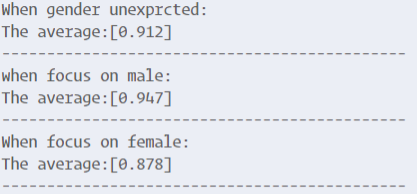 When gender unexprcted:
The average:[0.912]
--------------------------------------------
when focus on male:
The average:[0.947]
--------------------------------------------
When focus on female:
The average:[0.878]
--------------------------------------------